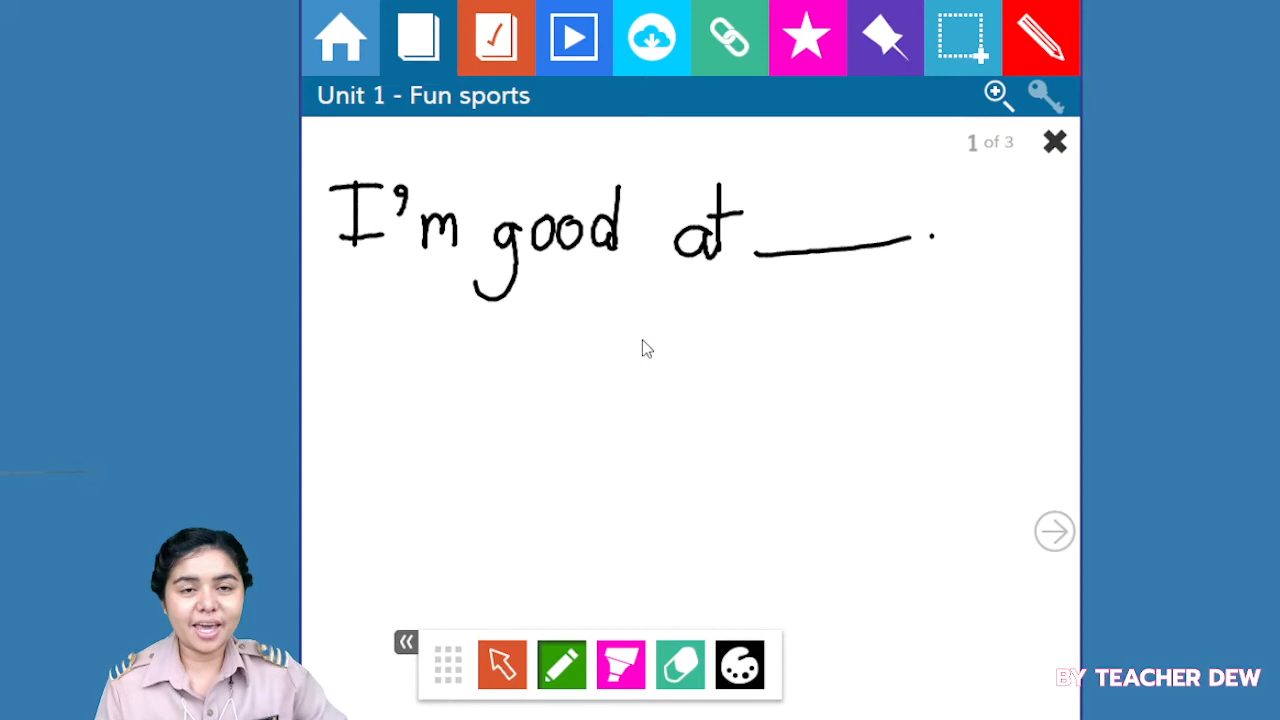 Unit 1 - Fun sports
1 of 3
I'm good at ____.
BY TEACHER DEW